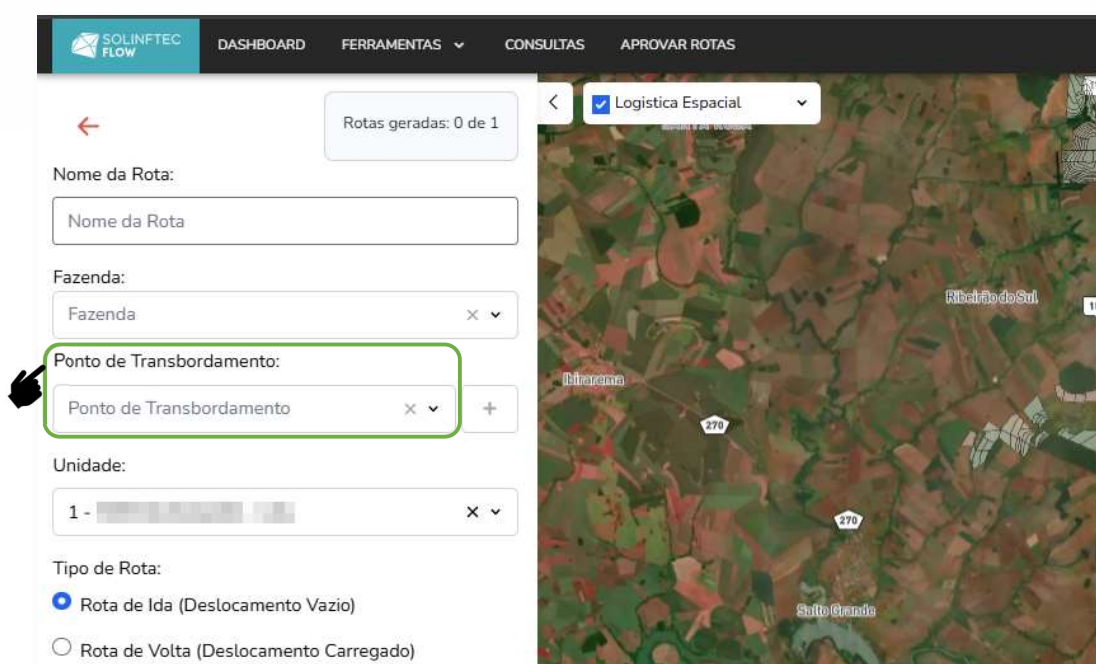 SOLINFTEC
FLOW
DASHBOARD
FERRAMENTAS
CONSULTAS
APROVAR ROTAS
Rotas geradas: 0 de 1
Logistica Espacial
Nome da Rota:
Nome da Rota
Fazenda:
Fazenda
Ribeirão do Sul
Ponto de Transbordamento:
Ibirarema
Ponto de Transbordamento
270
Unidade:
1 -
270
Tipo de Rota:
Rota de Ida (Deslocamento Vazio)
Salto Grande
Rota de Volta (Deslocamento Carregado)